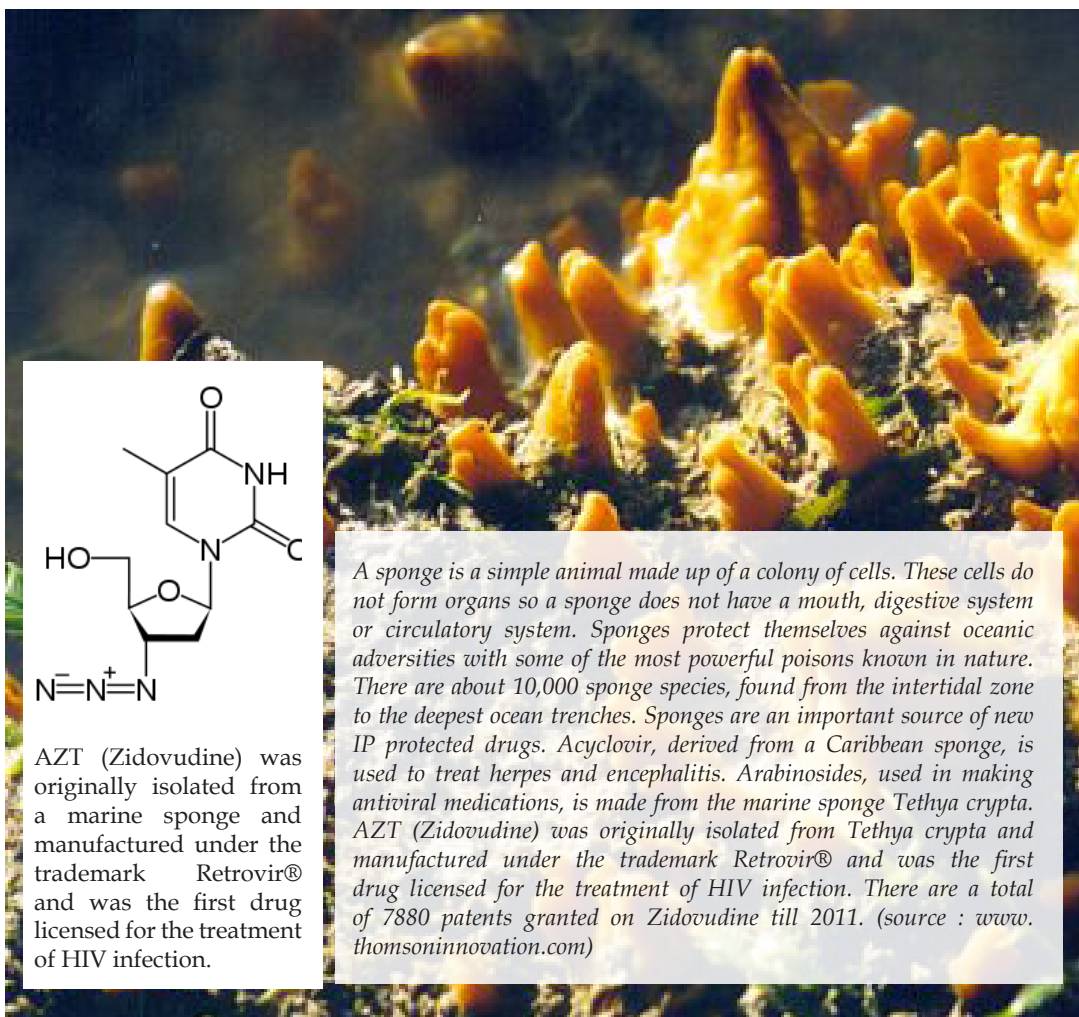 O
NH
N
O
HO
O
N=N=N
− +
AZT (Zidovudine) was
originally isolated from
a marine sponge and
manufactured under the
trademark Retrovir®
and was the first drug
licensed for the treatment
of HIV infection.
A sponge is a simple animal made up of a colony of cells. These cells do
not form organs so a sponge does not have a mouth, digestive system
or circulatory system. Sponges protect themselves against oceanic
adversities with some of the most powerful poisons known in nature.
There are about 10,000 sponge species, found from the intertidal zone
to the deepest ocean trenches. Sponges are an important source of new
IP protected drugs. Acyclovir, derived from a Caribbean sponge, is
used to treat herpes and encephalitis. Arabinosides, used in making
antiviral medications, is made from the marine sponge Tethya crypta.
AZT (Zidovudine) was originally isolated from Tethya crypta and
manufactured under the trademark Retrovir® and was the first
drug licensed for the treatment of HIV infection. There are a total
of 7880 patents granted on Zidovudine till 2011. (source : www.
thomsoninnovation.com)